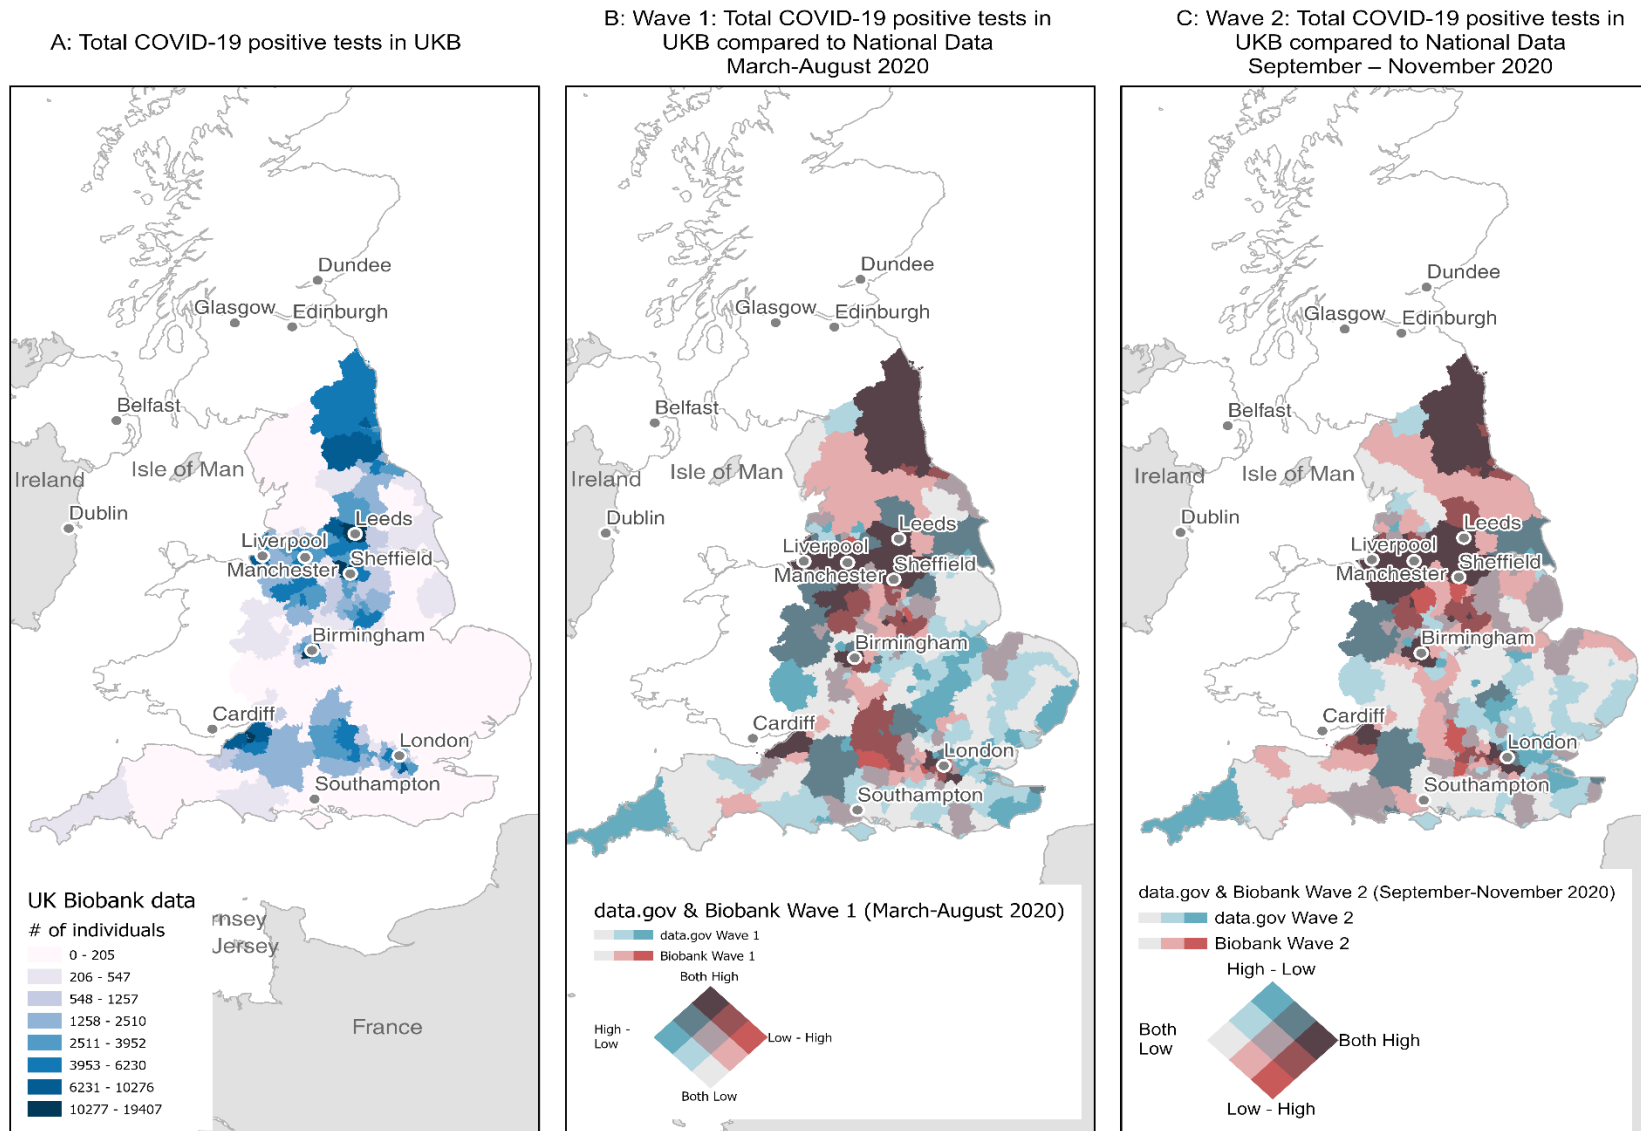 A: Total COVID-19 positive tests in UKB
Dundee
Glasgow
Edinburgh
Belfast
Isle of Man
Ireland
Dublin
Leeds
Liverpool
Manchester
Sheffield
Birmingham
Cardiff
London
Southampton
UK Biobank data
# of individuals
0 - 205
206 - 547
548 - 1257
1258 - 2510
2511 - 3952
3953 - 6230
6231 - 10276
10277 - 19407
Jersey
France
B: Wave 1: Total COVID-19 positive tests in
UKB compared to National Data
March-August 2020
Dundee
Glasgow
Edinburgh
Belfast
Isle of Man
Ireland
Dublin
Leeds
Liverpool
Manchester
Sheffield
Birmingham
Cardiff
London
Southampton
data.gov & Biobank Wave 1 (March-August 2020)
data.gov Wave 1
Biobank Wave 1
Both High
High -
Low
Low - High
Both Low
C: Wave 2: Total COVID-19 positive tests in
UKB compared to National Data
September – November 2020
Dundee
Glasgow
Edinburgh
Belfast
Isle of Man
Ireland
Dublin
Leeds
Liverpool
Manchester
Sheffield
Birmingham
Cardiff
London
Southampton
data.gov & Biobank Wave 2 (September-November 2020)
data.gov Wave 2
Biobank Wave 2
High - Low
Both
Low
Both High
Low - High